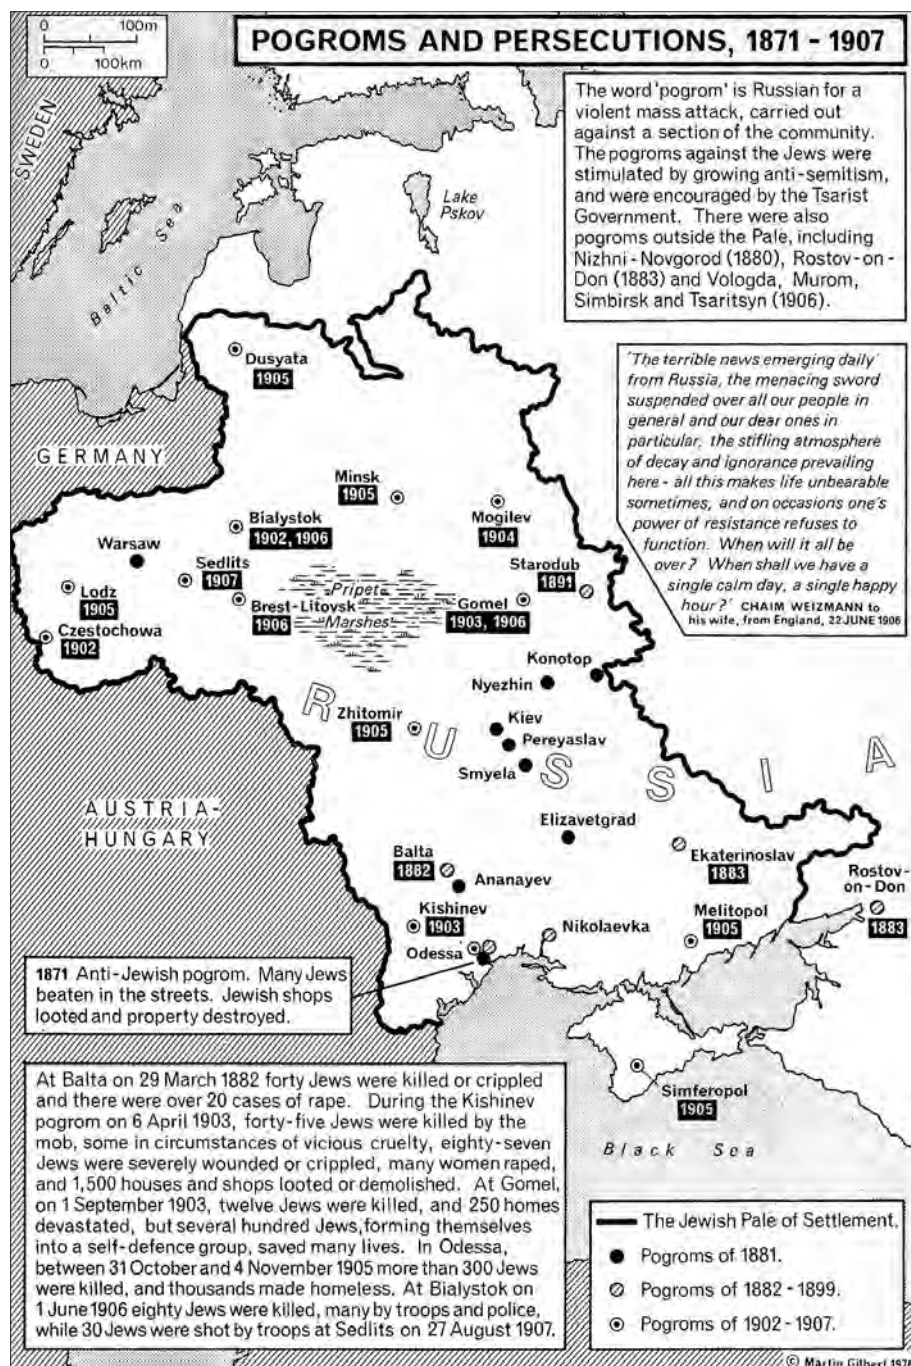 0 100m
0 100km
POGROMS AND PERSECUTIONS, 1871 - 1907
The word 'pogrom' is Russian for a
violent mass attack, carried out
against a section of the community.
The pogroms against the Jews were
stimulated by growing anti-semitism,
and were encouraged by the Tsarist
Government. There were also
pogroms outside the Pale, including
Nizhni-Novgorod (1880), Rostov-on-
Don (1883) and Vologda, Murom,
Simbirsk and Tsaritsyn (1906).
SWEDEN
Baltic Sea
Lake
Pskov
'The terrible news emerging daily
from Russia, the menacing sword
suspended over all our people in
general and our dear ones in
particular, the stifling atmosphere
of decay and ignorance prevailing
here - all this makes life unbearable
sometimes, and on occasions one's
power of resistance refuses to
function. When will it all be
over? When shall we have a
single calm day, a single happy
hour?' CHAIM WEIZMANN to
his wife, from England, 22 JUNE 1906
Dusyata
1905
GERMANY
Minsk
1905
Mogilev
1904
Bialystok
1902, 1906
Warsaw
Starodub
1891
Sedlits
1907
Lodz
1905
Pripet
Marshes
Brest-Litovsk
1906
Gomel
1903, 1906
Czestochowa
1902
Konotop
Nyezhin
RUSSIA
Zhitomir
1905
Kiev
Pereyaslav
Smyela
AUSTRIA-
HUNGARY
Elizavetgrad
Balta
1882
Ekaterinoslav
1883
Ananayev
Rostov-
on-Don
1883
Kishinev
1903
Nikolaevka
Melitopol
1905
Odessa
1871 Anti-Jewish pogrom. Many Jews
beaten in the streets. Jewish shops
looted and property destroyed.
Simferopol
1905
Black Sea
At Balta on 29 March 1882 forty Jews were killed or crippled
and there were over 20 cases of rape. During the Kishinev
pogrom on 6 April 1903, forty-five Jews were killed by the
mob, some in circumstances of vicious cruelty, eighty-seven
Jews were severely wounded or crippled, many women raped,
and 1,500 houses and shops looted or demolished. At Gomel,
on 1 September 1903, twelve Jews were killed, and 250 homes
devastated, but several hundred Jews, forming themselves
into a self-defence group, saved many lives. In Odessa,
between 31 October and 4 November 1905 more than 300 Jews
were killed, and thousands made homeless. At Bialystok on
1 June 1906 eighty Jews were killed, many by troops and police,
while 30 Jews were shot by troops at Sedlits on 27 August 1907.
The Jewish Pale of Settlement.
Pogroms of 1881.
Pogroms of 1882 - 1899.
Pogroms of 1902 - 1907.
© Martin Gilbert